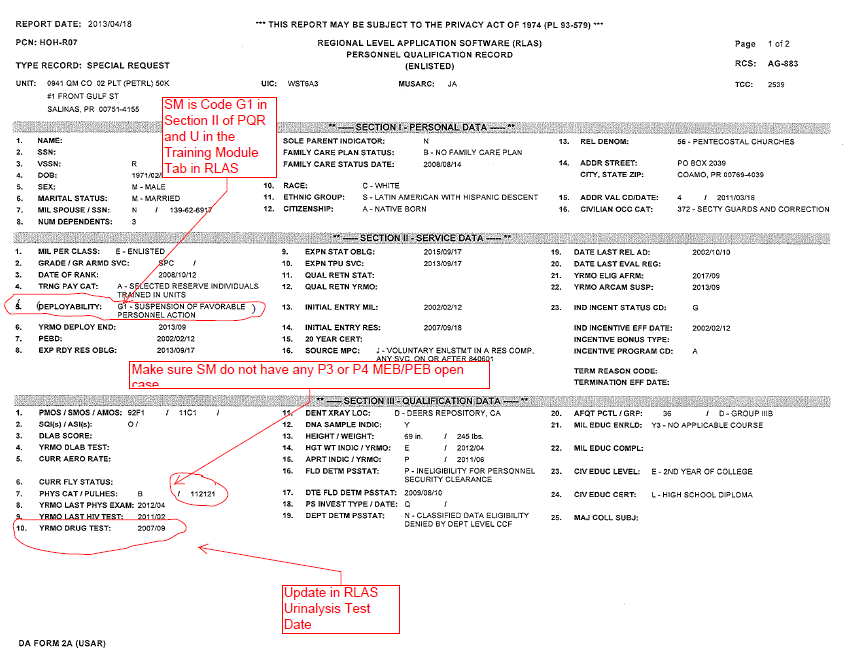 REPORT DATE: 2013/04/18
*** THIS REPORT MAY BE SUBJECT TO THE PRIVACY ACT OF 1974 (PL 93-579) ***
PCN: HOH-R07
REGIONAL LEVEL APPLICATION SOFTWARE (RLAS)
Page 1 of 2
PERSONNEL QUALIFICATION RECORD
TYPE RECORD: SPECIAL REQUEST
(ENLISTED)
RCS: AG-883
UNIT: 0941 QM CO 02 PLT (PETRL) 50K
UIC: WST6A3
MUSARC: JA
TCC: 2539
#1 FRONT GULF ST
SALINAS, PR 00751-4155
SM is Code G1 in
Section II of PQR
and U in the
Training Module
Tab in RLAS
** ----- SECTION I - PERSONAL DATA ----- **
1. NAME:
2. SSN:
3. VSSN: R
4. DOB: 1971/02/
5. SEX: M - MALE
6. MARITAL STATUS: M - MARRIED
7. MIL SPOUSE / SSN: N / 139-62-6917
8. NUM DEPENDENTS: 3
SOLE PARENT INDICATOR: N
FAMILY CARE PLAN STATUS: B - NO FAMILY CARE PLAN
FAMILY CARE STATUS DATE: 2008/08/14
10. RACE: C - WHITE
11. ETHNIC GROUP: S - LATIN AMERICAN WITH HISPANIC DESCENT
12. CITIZENSHIP: A - NATIVE BORN
13. REL DENOM: 56 - PENTECOSTAL CHURCHES
14. ADDR STREET: PO BOX 2039
CITY, STATE ZIP: COAMO, PR 00769-4039
15. ADDR VAL CD/DATE: 4 / 2011/03/18
16. CIVILIAN OCC CAT: 372 - SECTY GUARDS AND CORRECTION
** ----- SECTION II - SERVICE DATA ----- **
1. MIL PER CLASS: E - ENLISTED
2. GRADE / GR ARMD SVC: SPC /
3. DATE OF RANK: 2008/10/12
4. TRNG PAY CAT: A - SELECTED RESERVE INDIVIDUALS
TRAINED IN UNITS
5. (DEPLOYABILITY: G1 - SUSPENSION OF FAVORABLE )
PERSONNEL ACTION
6. YRMO DEPLOY END: 2013/09
7. PEBD: 2002/02/12
8. EXP RDY RES OBLG: 2013/09/17
9. EXPN STAT OBLG: 2015/09/17
10. EXPN TPU SVC: 2013/09/17
11. QUAL RETN STAT:
12. QUAL RETN YRMO:
13. INITIAL ENTRY MIL: 2002/02/12
14. INITIAL ENTRY RES: 2007/09/18
15. 20 YEAR CERT:
16. SOURCE MPC: J - VOLUNTARY ENLSTMT IN A RES COMP,
ANY SVC, ON OR AFTER 840601
19. DATE LAST REL AD: 2002/10/10
20. DATE LAST EVAL REG:
21. YRMO ELIG AFRM: 2017/09
22. YRMO ARCAM SUSP: 2013/09
23. IND INCENT STATUS CD: G
IND INCENTIVE EFF DATE: 2002/02/12
INCENTIVE BONUS TYPE:
INCENTIVE PROGRAM CD: A
TERM REASON CODE:
TERMINATION EFF DATE:
Make sure SM do not have any P3 or P4 MEB/PEB open
case
** ----- SECTION III - QUALIFICATION DATA ----- **
1. PMOS / SMOS / AMOS: 92F1 / 11C1 /
2. SQI(s) / ASI(s): O /
3. DLAB SCORE:
4. YRMO DLAB TEST:
5. CURR AERO RATE:
6. CURR FLY STATUS:
7. PHYS CAT / PULHES: B / 112121
8. YRMO LAST PHYS EXAM: 2012/04
9. YRMO LAST HIV TEST: 2011/02
10. YRMO DRUG TEST: 2007/09
11. DENT XRAY LOC: D - DEERS REPOSITORY, CA
12. DNA SAMPLE INDIC: Y
13. HEIGHT / WEIGHT: 69 in. / 245 lbs.
14. HGT WT INDIC / YRMO: E / 2012/04
15. APRT INDIC / YRMO: P / 2011/06
16. FLD DETM PSSTAT: P - INELIGIBILITY FOR PERSONNEL
SECURITY CLEARANCE
17. DTE FLD DETM PSSTAT: 2009/08/10
18. PS INVEST TYPE / DATE: Q /
19. DEPT DETM PSSTAT: N - CLASSIFIED DATA ELIGIBILITY
DENIED BY DEPT LEVEL CCF
20. AFQT PCTL / GRP: 36 / D - GROUP IIIB
21. MIL EDUC ENRLD: Y3 - NO APPLICABLE COURSE
22. MIL EDUC COMPL:
23. CIV EDUC LEVEL: E - 2ND YEAR OF COLLEGE
24. CIV EDUC CERT: L - HIGH SCHOOL DIPLOMA
25. MAJ COLL SUBJ:
Update in RLAS
Urinalysis Test
Date
DA FORM 2A (USAR)